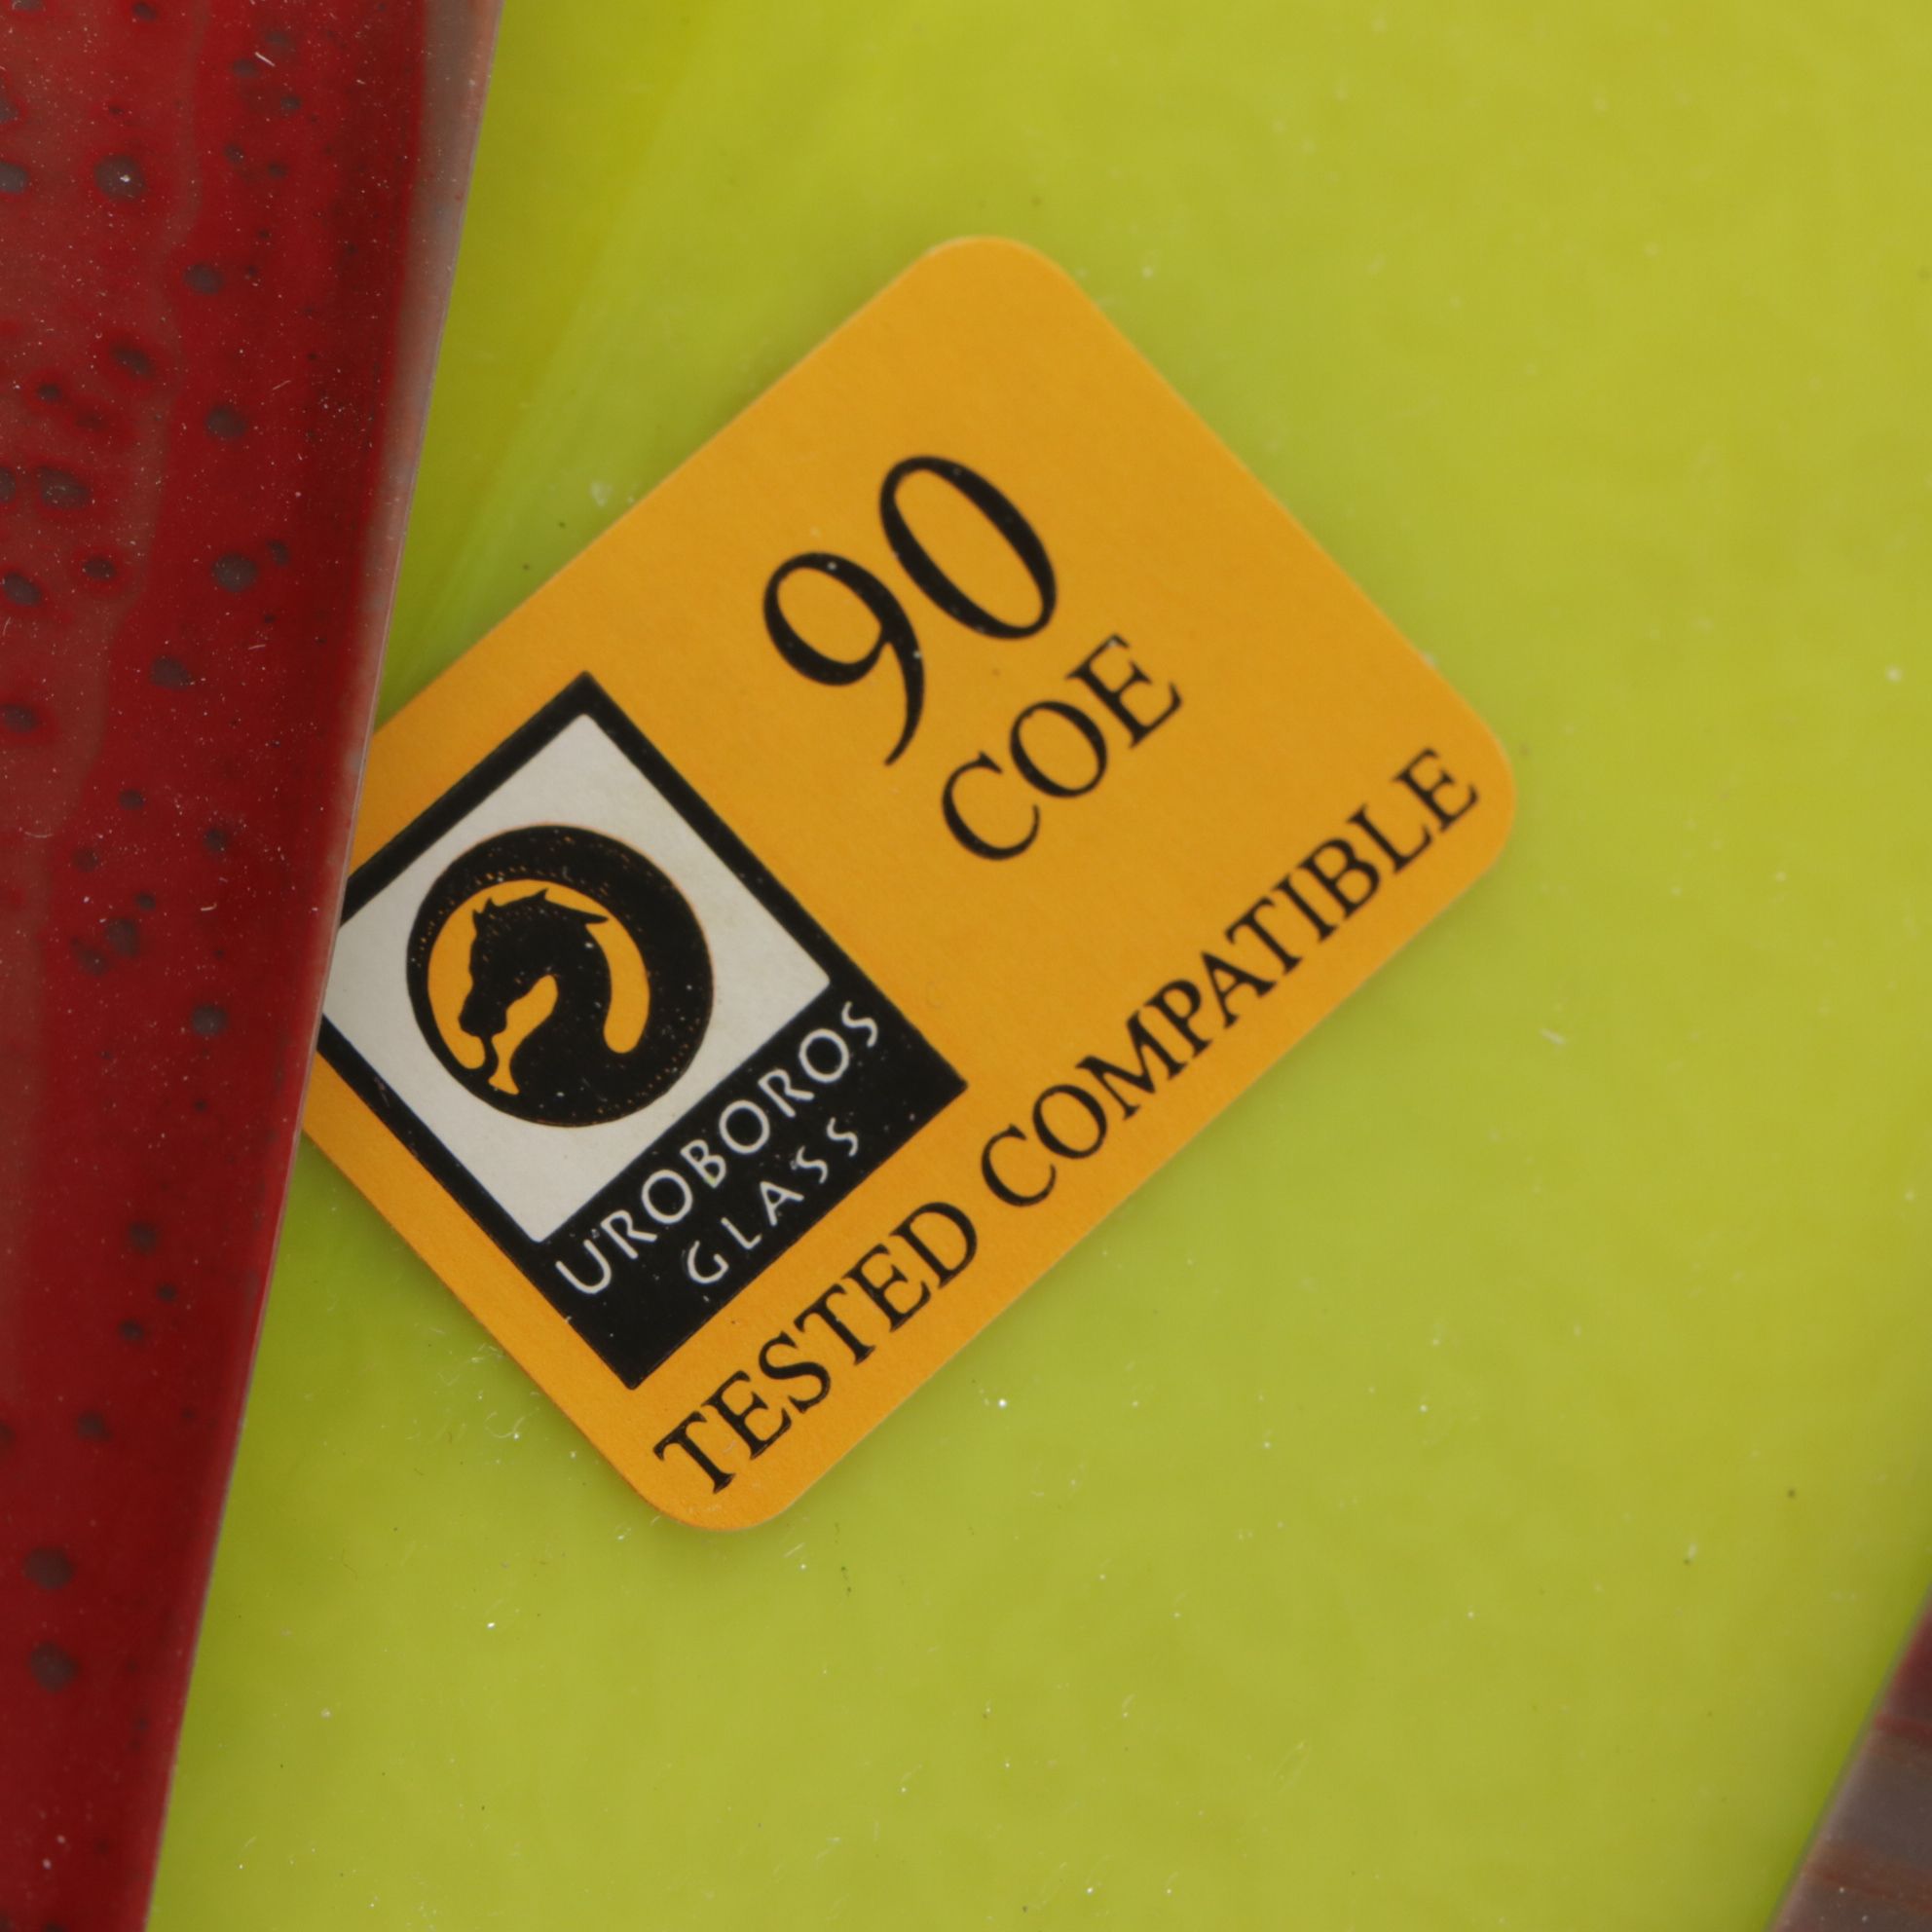 90
COE
UROBOROS
GLASS
TESTED COMPATIBLE